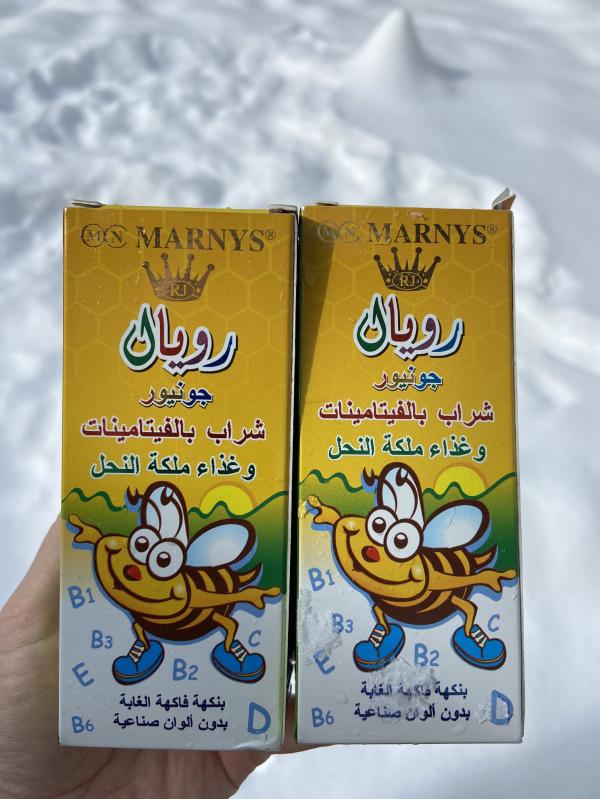 MN MARNYS®
RJ
رويال
جونيور
شراب بالفيتامينات
وغذاء ملكة النحل
B1
B3
C
E
B2
بنكهة فاكهة الغابة
بدون ألوان صناعية
B6
D
MN MARNYS®
RJ
رويال
جونيور
شراب بالفيتامينات
وغذاء ملكة النحل
B1
B3
C
E
B2
بنكهة فاكهة الغابة
بدون ألوان صناعية
B6
D